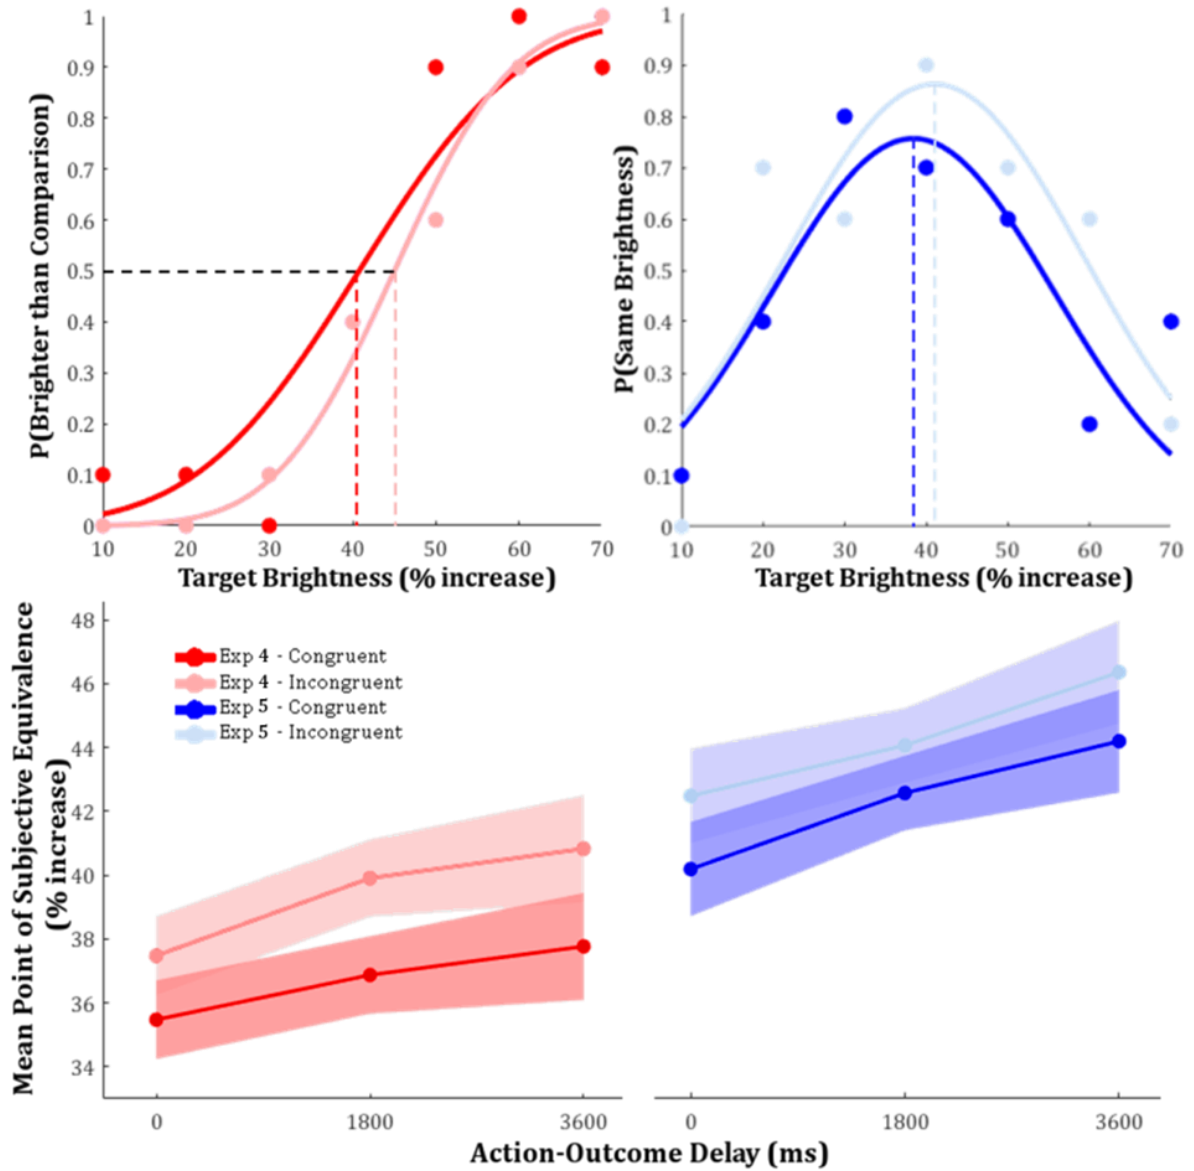 P(Brighter than Comparison)
1
0.9
0.8
0.7
0.6
0.5
0.4
0.3
0.2
0.1
0
10 20 30 40 50 60 70
Target Brightness (% increase)
P(Same Brightness)
1
0.9
0.8
0.7
0.6
0.5
0.4
0.3
0.2
0.1
0
10 20 30 40 50 60 70
Target Brightness (% increase)
Mean Point of Subjective Equivalence
(% increase)
48
46
44
42
40
38
36
34
Exp 4 - Congruent
Exp 4 - Incongruent
Exp 5 - Congruent
Exp 5 - Incongruent
0 1800 3600
0 1800 3600
Action-Outcome Delay (ms)